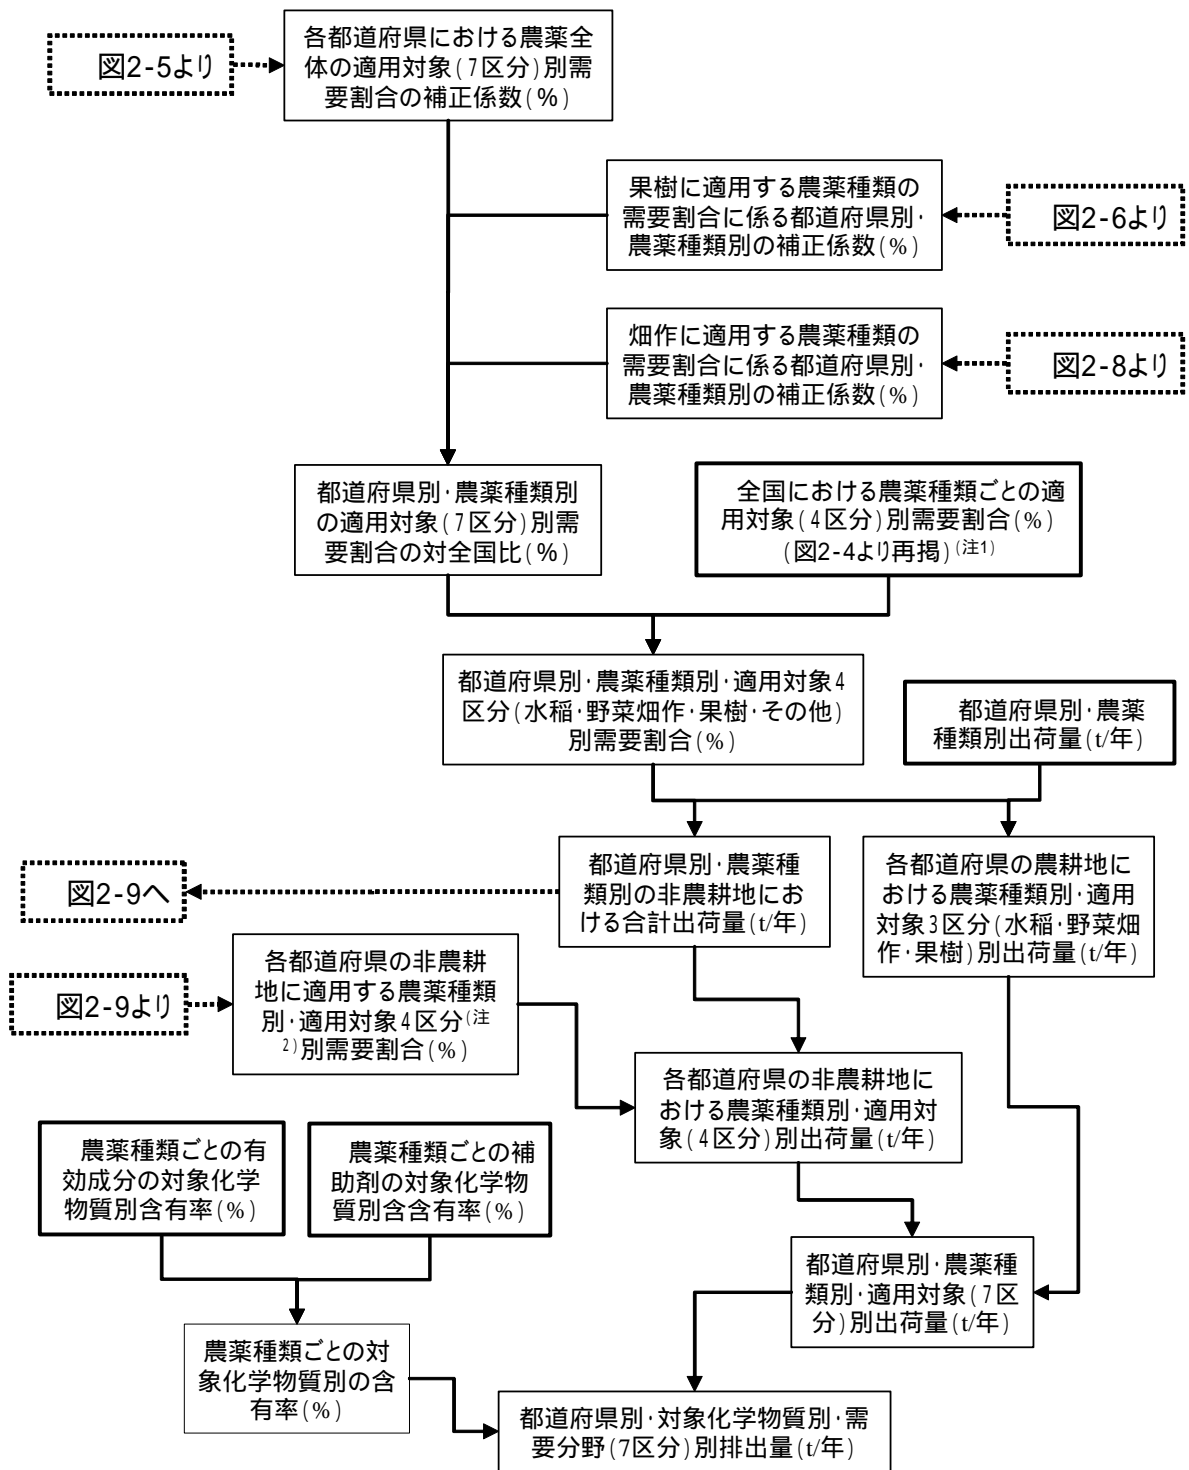 各都道府県における農薬全
体の適用対象(7区分)別需
要割合の補正係数(%)
図2-5より
果樹に適用する農薬種類の
需要割合に係る都道府県別・
農薬種類別の補正係数(%)
図2-6より
畑作に適用する農薬種類の
需要割合に係る都道府県別・
農薬種類別の補正係数(%)
図2-8より
都道府県別・農薬種類別
の適用対象(7区分)別需
要割合の対全国比(%)
全国における農薬種類ごとの適
用対象(4区分)別需要割合(%)
(図2-4より再掲)(注1)
都道府県別・農薬種類別・適用対象4
区分(水稲・野菜畑作・果樹・その他)
別需要割合(%)
都道府県別・農薬
種類別出荷量(t/年)
都道府県別・農薬種
類別の非農耕地にお
ける合計出荷量(t/年)
各都道府県の農耕地に
おける農薬種類別・適用
対象3区分(水稲・野菜畑
作・果樹)別出荷量(t/年)
図2-9へ
図2-9より
各都道府県の非農耕
地に適用する農薬種類
別・適用対象4区分(注
2)別需要割合(%)
各都道府県の非農耕地に
おける農薬種類別・適用対
象(4区分)別出荷量(t/年)
農薬種類ごとの有
効成分の対象化学
物質別含有率(%)
農薬種類ごとの補
助剤の対象化学物
質別含含有率(%)
都道府県別・農薬種
類別・適用対象(7区
分)別出荷量(t/年)
農薬種類ごとの対
象化学物質別の含
有率(%)
都道府県別・対象化学物質別・需
要分野(7区分)別排出量(t/年)